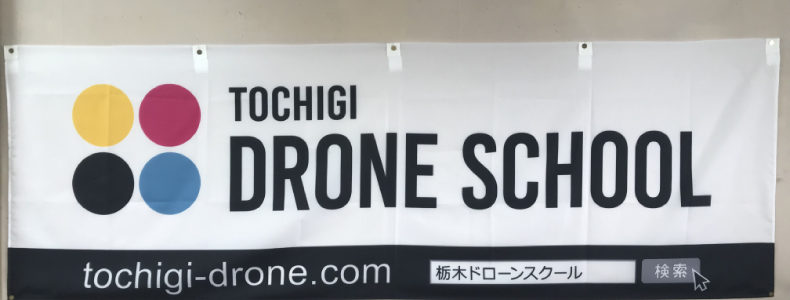 TOCHIGI
DRONE SCHOOL
tochigi-drone.com
栃木ドローンスクール 検索